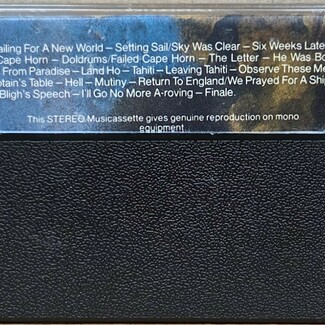 ailing For A New World – Setting Sail/Sky Was Clear – Six Weeks Late
Cape Horn – Doldrums/Failed Cape Horn – The Letter – He Was Bo
From Paradise – Land Ho – Tahiti – Leaving Tahiti – Observe These Me
tain's Table – Hell – Mutiny – Return To England/We Prayed For A Ship
Bligh's Speech – I'll Go No More A-roving – Finale.
This STEREO Musicassette gives genuine reproduction on mono
equipment.